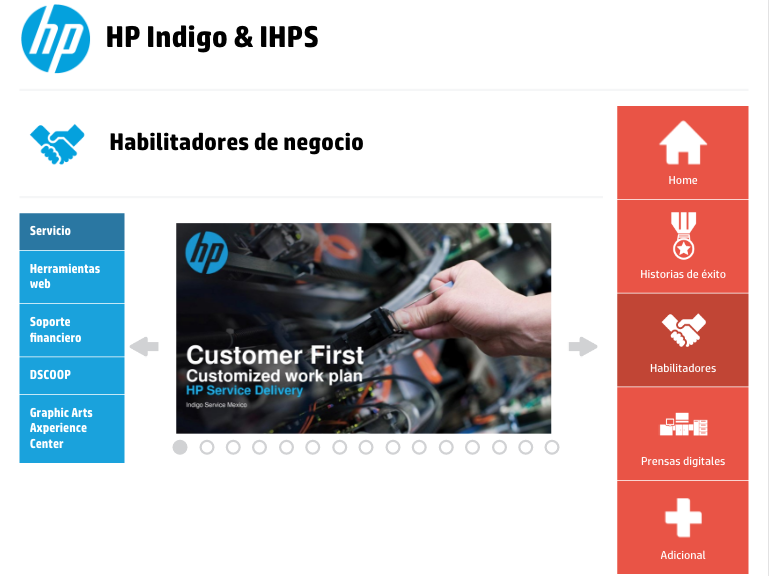 hp
HP Indigo & IHPS
Habilitadores de negocio
Servicio
Herramientas
web
Soporte
financiero
DSCOOP
Graphic Arts
Axperience
Center
hp
Customer First
Customized work plan
HP Service Delivery
Indigo Service Mexico
Home
Historias de éxito
Habilitadores
Prensas digitales
Adicional